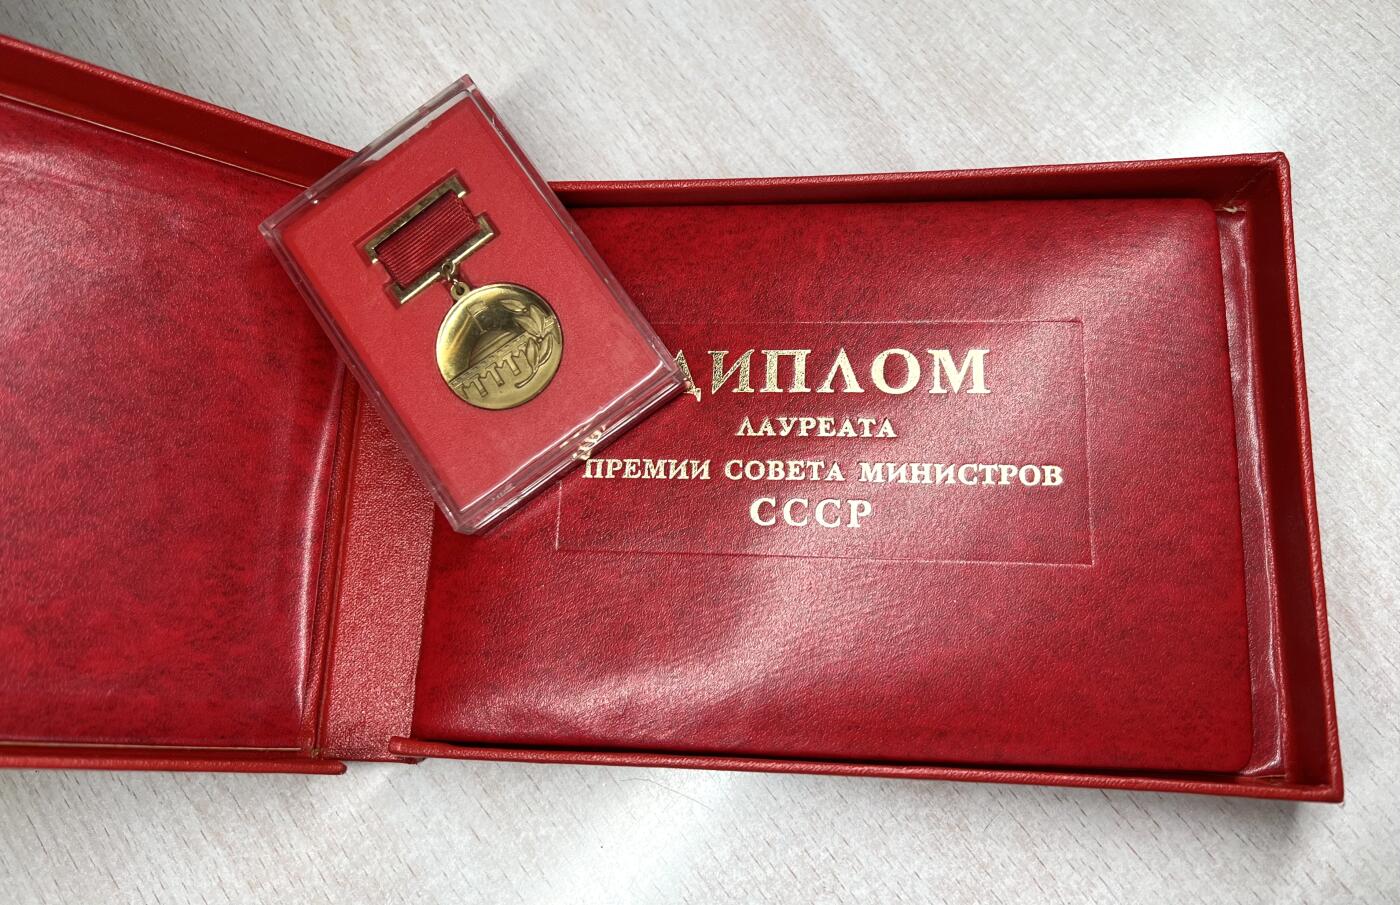 ДИПЛОМ
ЛАУРЕАТА
ПРЕМИИ СОВЕТА МИНИСТРОВ
СССР